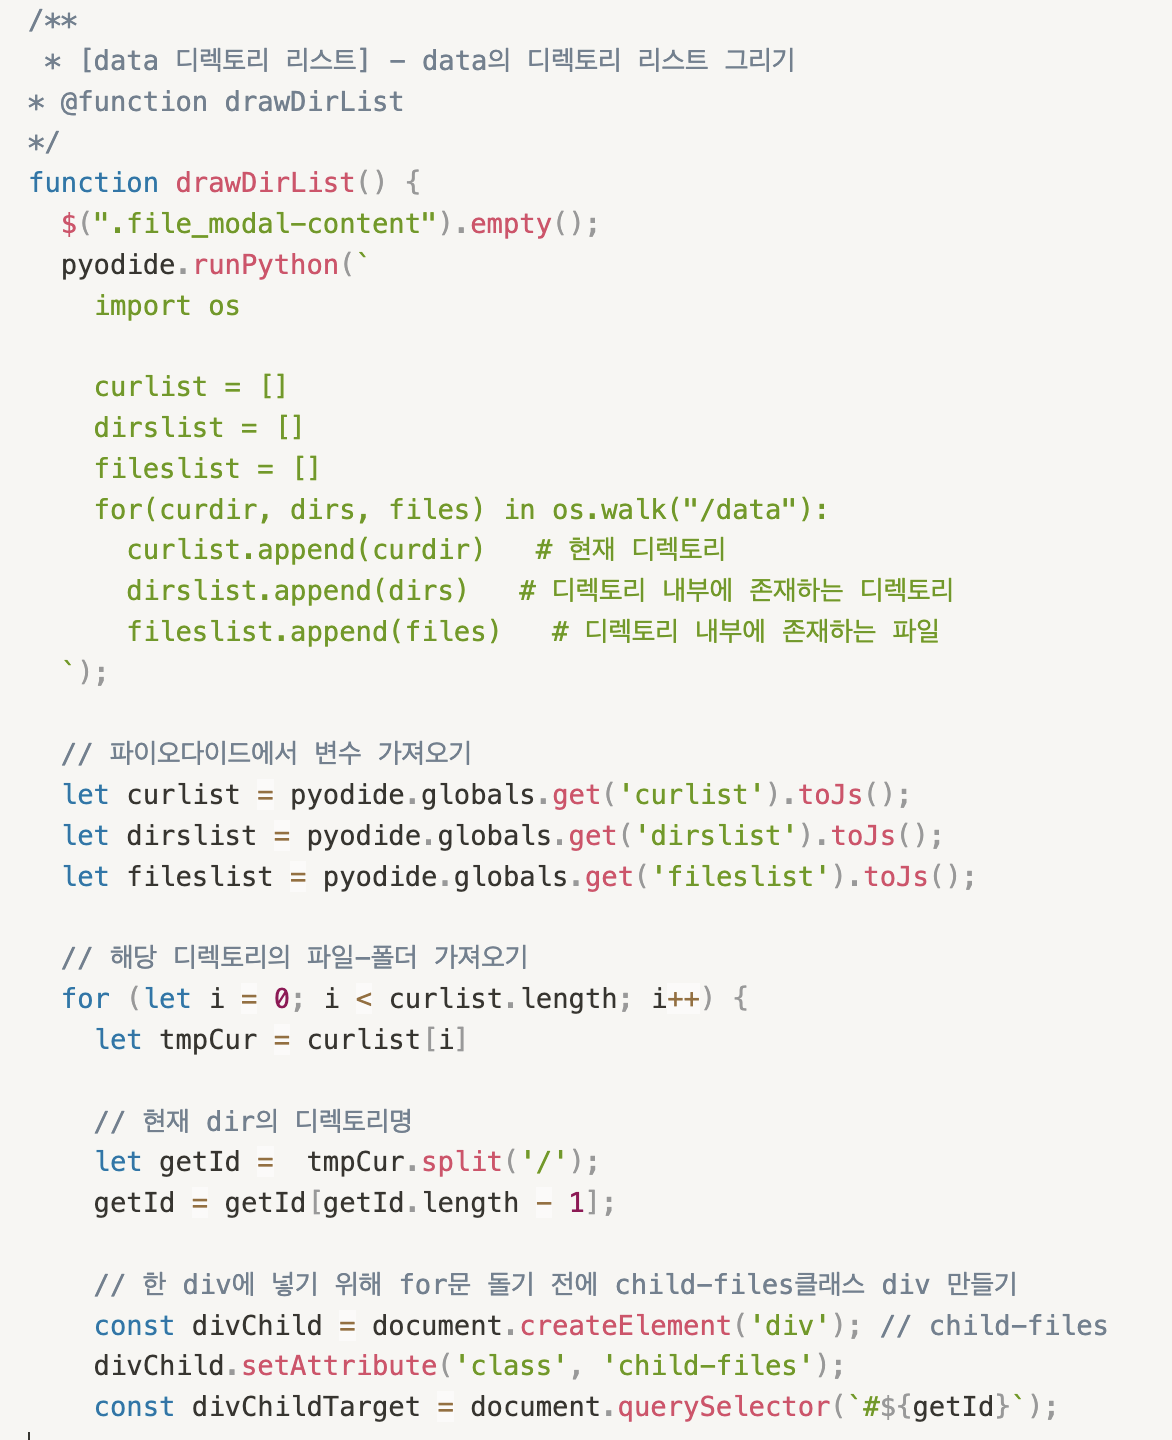 /**
 * [data 디렉토리 리스트] - data의 디렉토리 리스트 그리기
* @function drawDirList
*/
function drawDirList() {
  $(".file_modal-content").empty();
  pyodide.runPython(`
    import os

    curlist = []
    dirslist = []
    fileslist = []
    for(curdir, dirs, files) in os.walk("/data"):
      curlist.append(curdir)   # 현재 디렉토리
      dirslist.append(dirs)   # 디렉토리 내부에 존재하는 디렉토리
      fileslist.append(files)   # 디렉토리 내부에 존재하는 파일
  `);

  // 파이오다이드에서 변수 가져오기
  let curlist = pyodide.globals.get('curlist').toJs();
  let dirslist = pyodide.globals.get('dirslist').toJs();
  let fileslist = pyodide.globals.get('fileslist').toJs();

  // 해당 디렉토리의 파일-폴더 가져오기
  for (let i = 0; i < curlist.length; i++) {
    let tmpCur = curlist[i]

    // 현재 dir의 디렉토리명
    let getId =  tmpCur.split('/');
    getId = getId[getId.length - 1];

    // 한 div에 넣기 위해 for문 돌기 전에 child-files클래스 div 만들기
    const divChild = document.createElement('div'); // child-files
    divChild.setAttribute('class', 'child-files');
    const divChildTarget = document.querySelector(`#${getId}`);